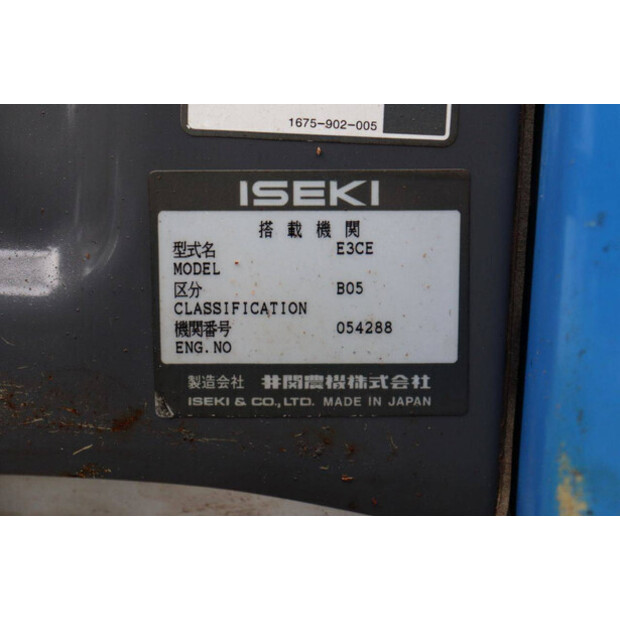 1675-902-005
ISEKI
搭載機関
型式名 E3CE
MODEL
区分 B05
CLASSIFICATION
機関番号 054288
ENG.NO
製造会社 井関農機株式会社
ISEKI & CO.,LTD. MADE IN JAPAN